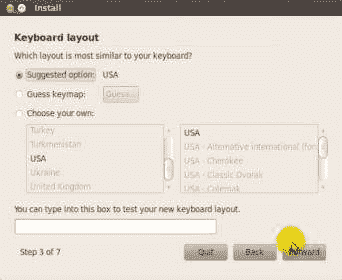 Install
Keyboard layout
Which layout is most similar to your keyboard?
Suggested option: USA
Guess keymap: Guess...
Choose your own:
Turkey
Turkmenistan
USA
Ukraine
United Kingdom
USA
USA - Alternative international (for
USA - Cherokee
USA - Classic Dvorak
USA - Colemak
You can type into this box to test your new keyboard layout.
Step 3 of 7
Quit
Back